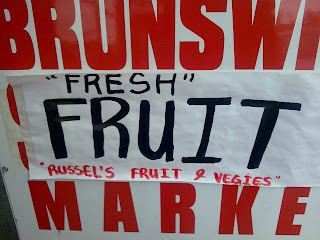 BRUNSWI
"FRESH"
FRUIT
"RUSSEL'S FRUIT & VEGIES"
MARKE